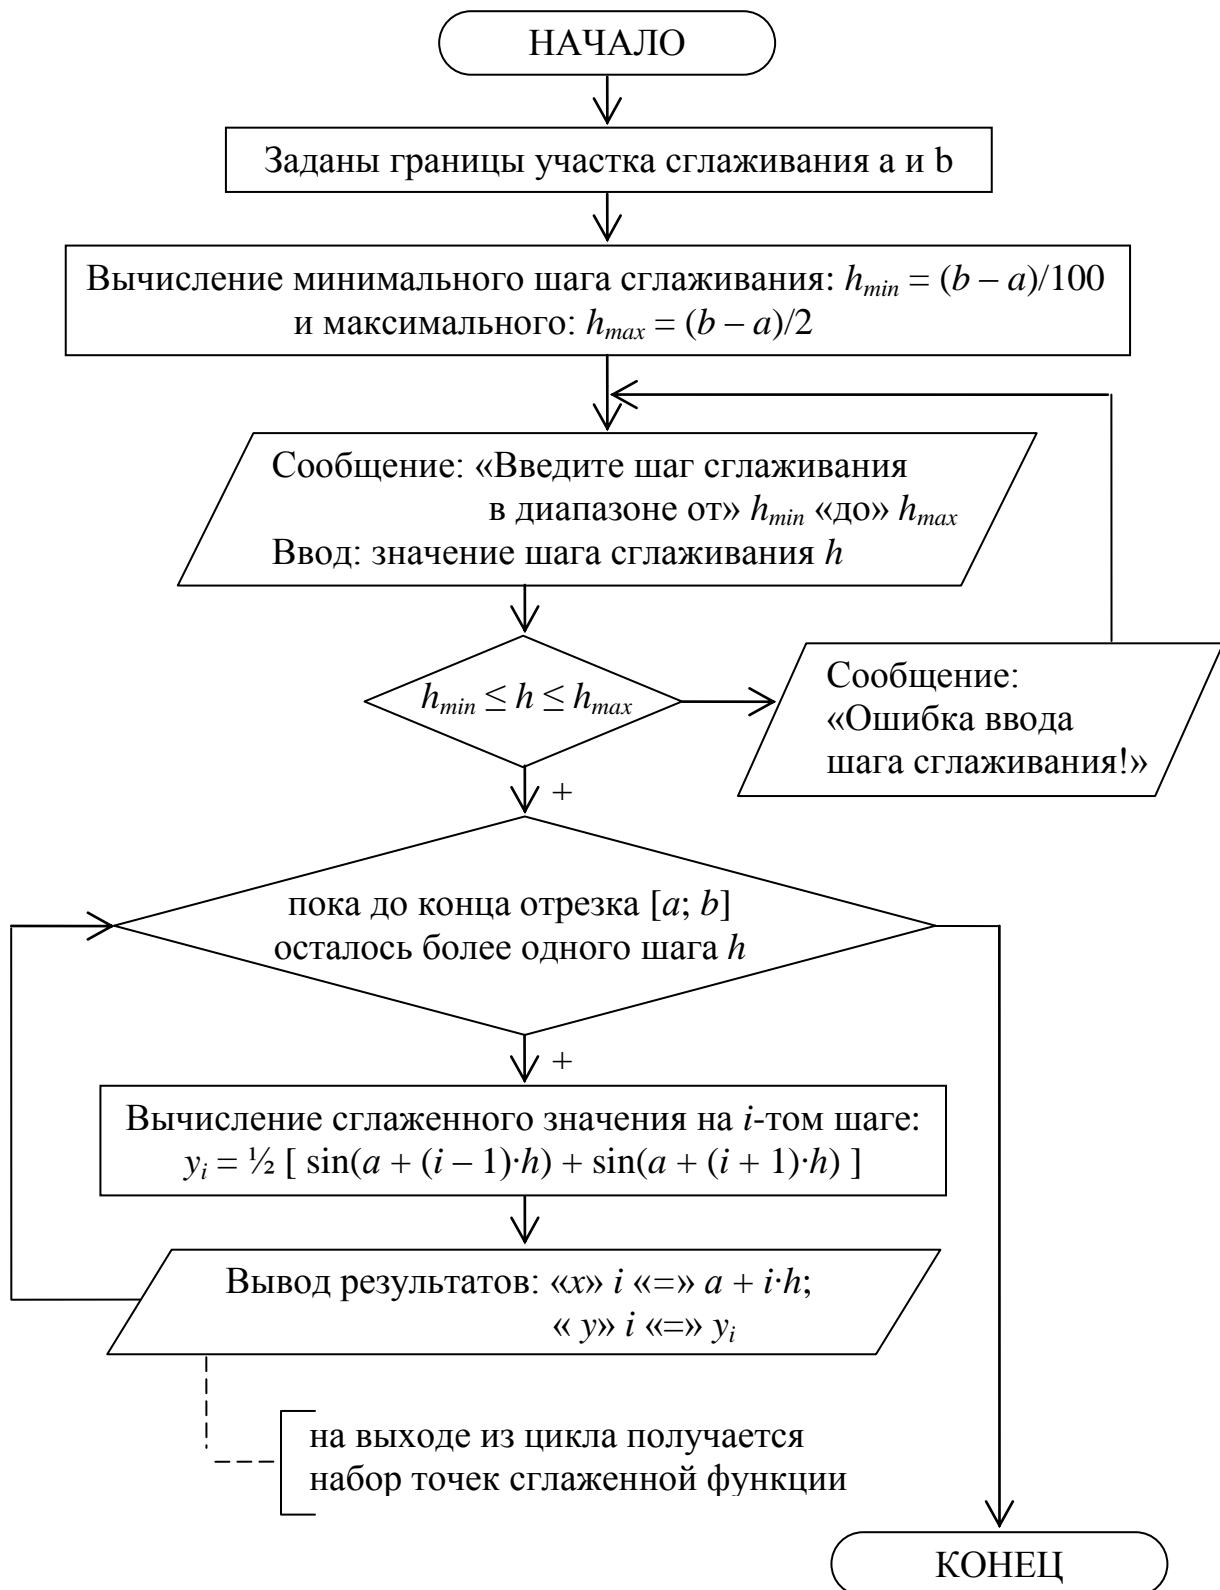 НАЧАЛО
Заданы границы участка сглаживания a и b
Вычисление минимального шага сглаживания: h_min = (b – a)/100
и максимального: h_max = (b – a)/2
Сообщение: «Введите шаг сглаживания
в диапазоне от» h_min «до» h_max
Ввод: значение шага сглаживания h
h_min ≤ h ≤ h_max
Сообщение:
«Ошибка ввода
шага сглаживания!»
+
пока до конца отрезка [a; b]
осталось более одного шага h
+
Вычисление сглаженного значения на i-том шаге:
y_i = ½ [ sin(a + (i – 1)·h) + sin(a + (i + 1)·h) ]
Вывод результатов: «x» i «=» a + i·h;
« y» i «=» y_i
на выходе из цикла получается
набор точек сглаженной функции
КОНЕЦ